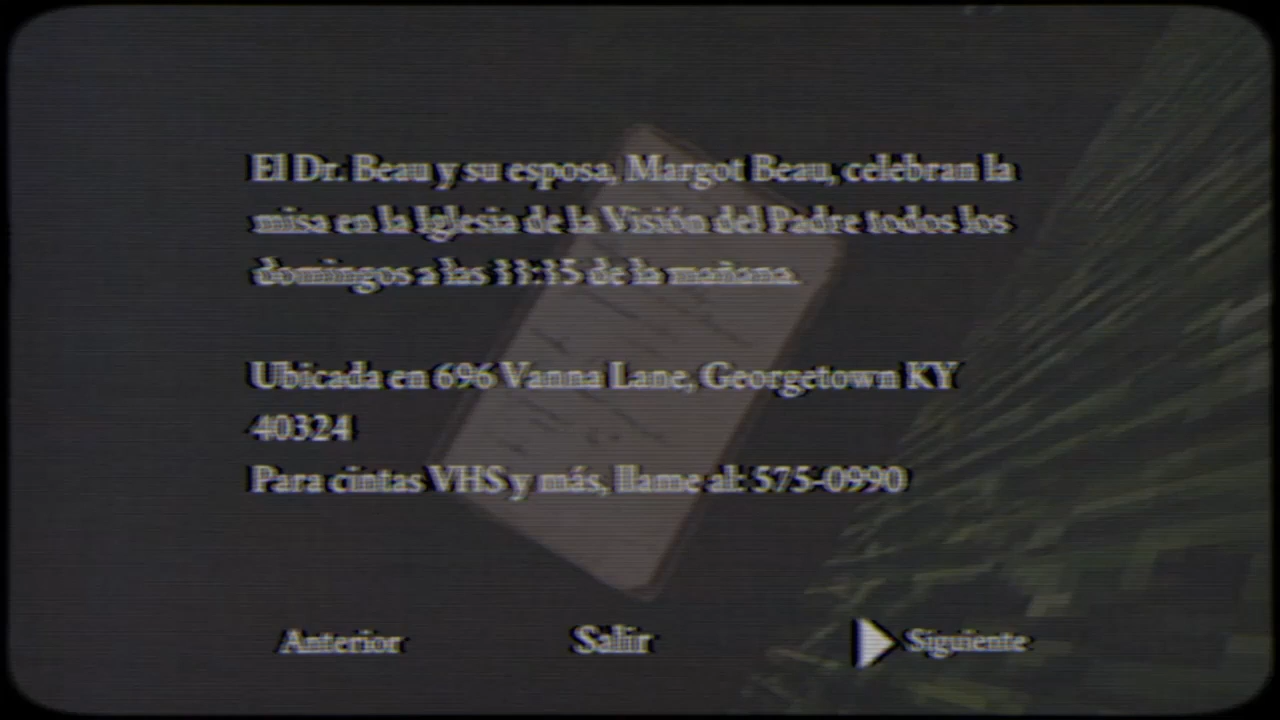 El Dr. Beau y su esposa, Margot Beau, celebran la
misa en la Iglesia de la Visión del Padre todos los
domingos a las 11:15 de la mañana.
Ubicada en 696 Vanna Lane, Georgetown KY
40324
Para cintas VHS y más, llame al: 575-0990
Anterior
Salir
Siguiente